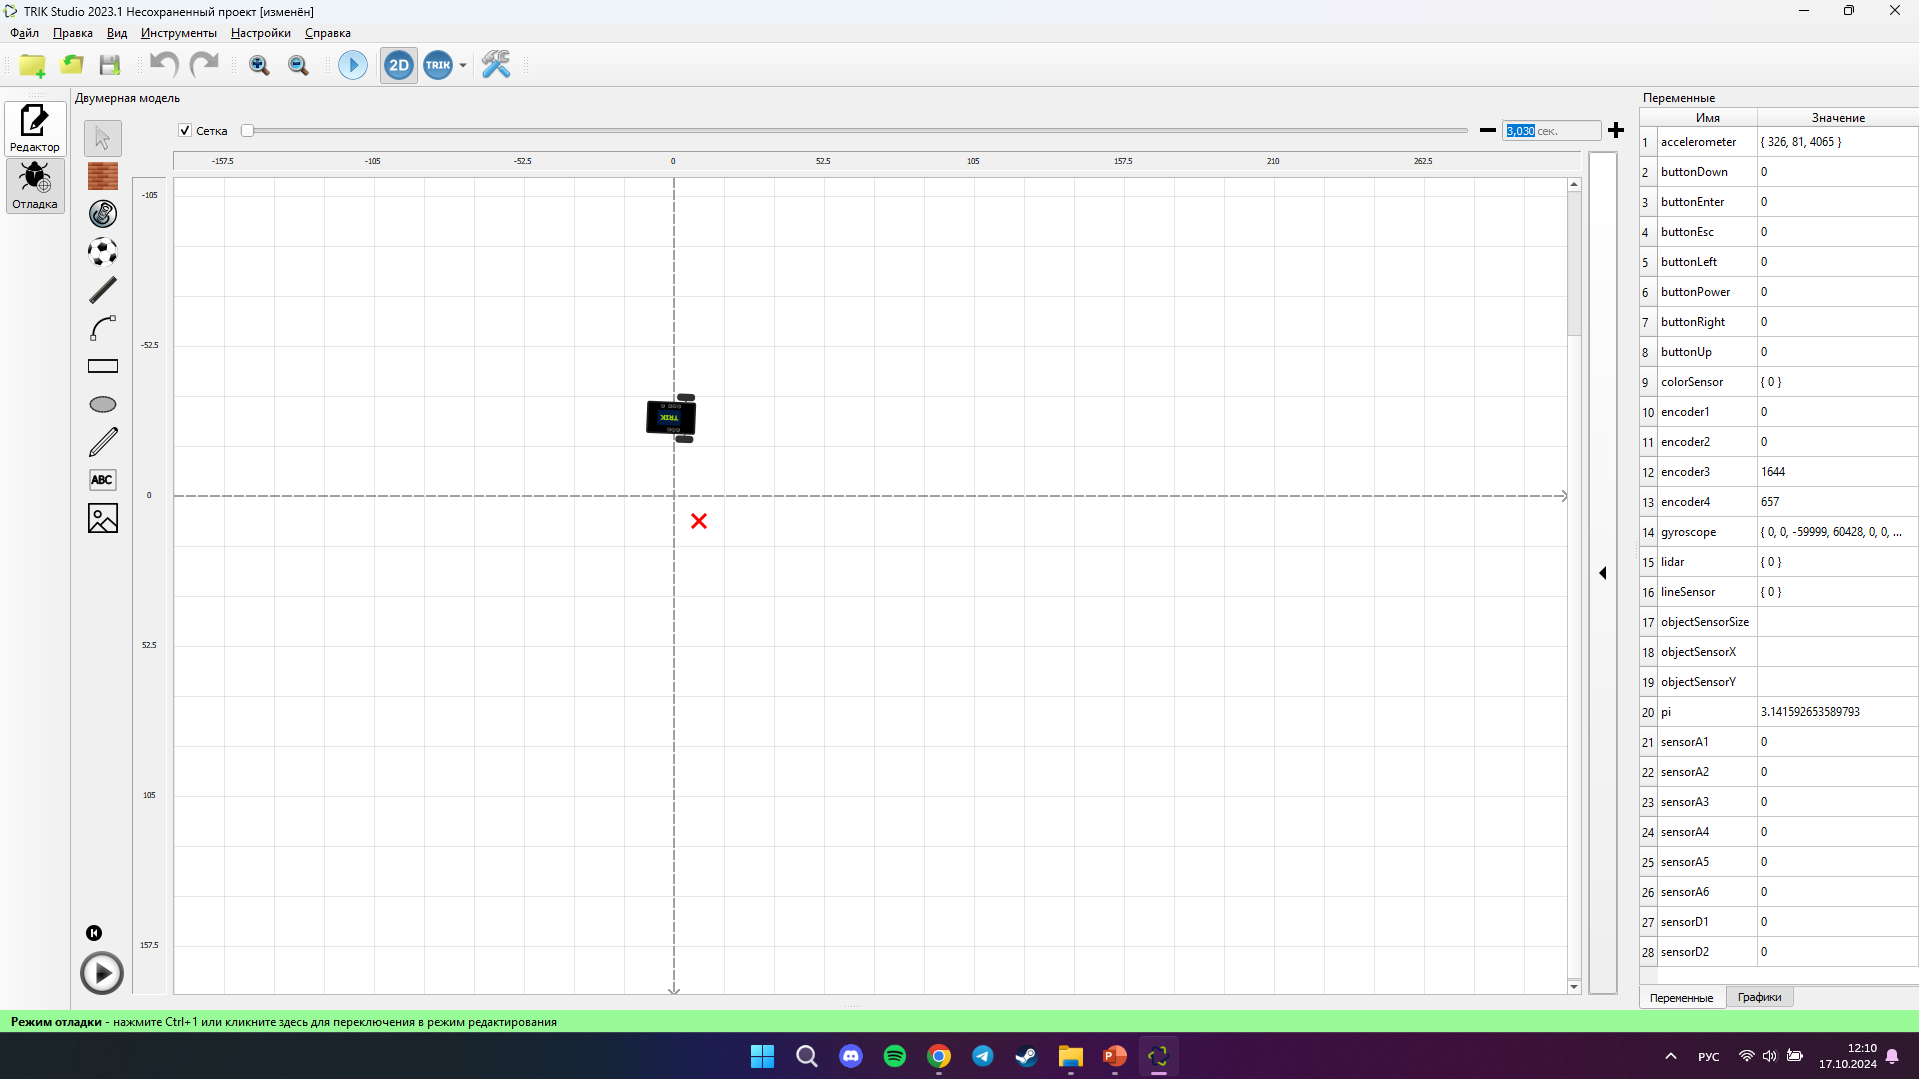 TRIK Studio 2023.1 Несохраненный проект [изменён]
Файл Правка Вид Инструменты Настройки Справка
2D TRIK
Двумерная модель
Редактор
Отладка
Сетка
3,030 сек.
-157.5 -105 -52.5 0 52.5 105 157.5 210 262.5
-105
-52.5
0
52.5
105
157.5
TRIK
ABC
Переменные
Имя Значение
1 accelerometer { 326, 81, 4065 }
2 buttonDown 0
3 buttonEnter 0
4 buttonEsc 0
5 buttonLeft 0
6 buttonPower 0
7 buttonRight 0
8 buttonUp 0
9 colorSensor { 0 }
10 encoder1 0
11 encoder2 0
12 encoder3 1644
13 encoder4 657
14 gyroscope { 0, 0, -59999, 60428, 0, 0, ...
15 lidar { 0 }
16 lineSensor { 0 }
17 objectSensorSize
18 objectSensorX
19 objectSensorY
20 pi 3.141592653589793
21 sensorA1 0
22 sensorA2 0
23 sensorA3 0
24 sensorA4 0
25 sensorA5 0
26 sensorA6 0
27 sensorD1 0
28 sensorD2 0
Переменные Графики
Режим отладки - нажмите Ctrl+1 или кликните здесь для переключения в режим редактирования
РУС
12:10
17.10.2024